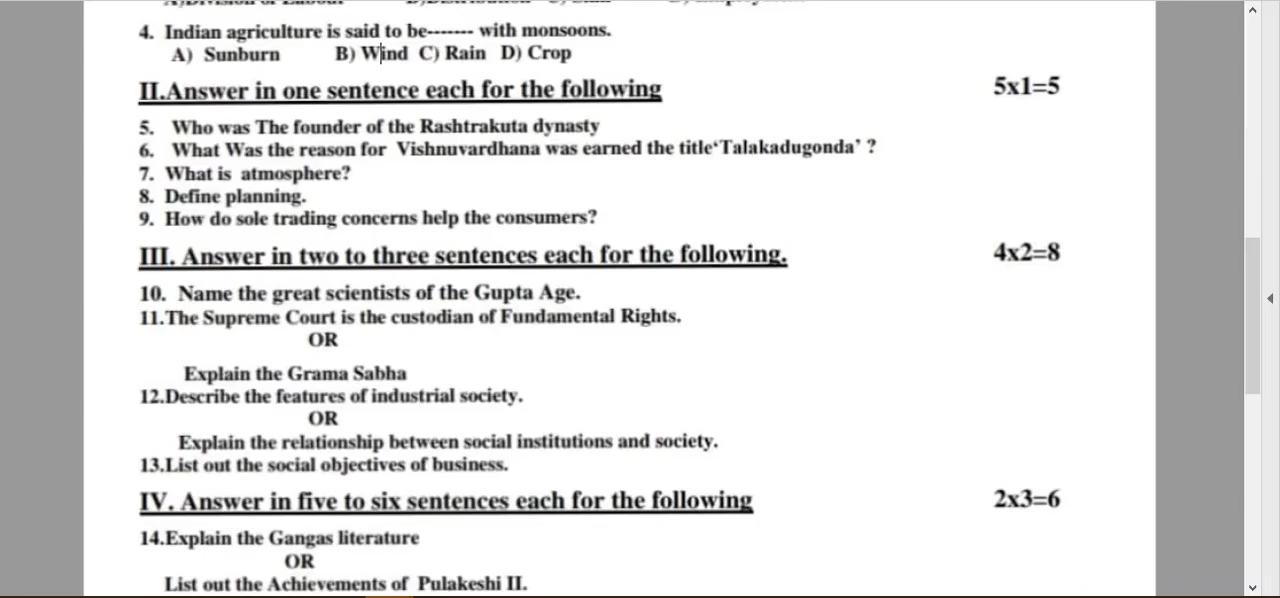 4. Indian agriculture is said to be------- with monsoons.
A) Sunburn B) Wind C) Rain D) Crop
II.Answer in one sentence each for the following 5x1=5
5. Who was The founder of the Rashtrakuta dynasty
6. What Was the reason for Vishnuvardhana was earned the title‘Talakadugonda’ ?
7. What is atmosphere?
8. Define planning.
9. How do sole trading concerns help the consumers?
III. Answer in two to three sentences each for the following. 4x2=8
10. Name the great scientists of the Gupta Age.
11.The Supreme Court is the custodian of Fundamental Rights.
OR
Explain the Grama Sabha
12.Describe the features of industrial society.
OR
Explain the relationship between social institutions and society.
13.List out the social objectives of business.
IV. Answer in five to six sentences each for the following 2x3=6
14.Explain the Gangas literature
OR
List out the Achievements of Pulakeshi II.